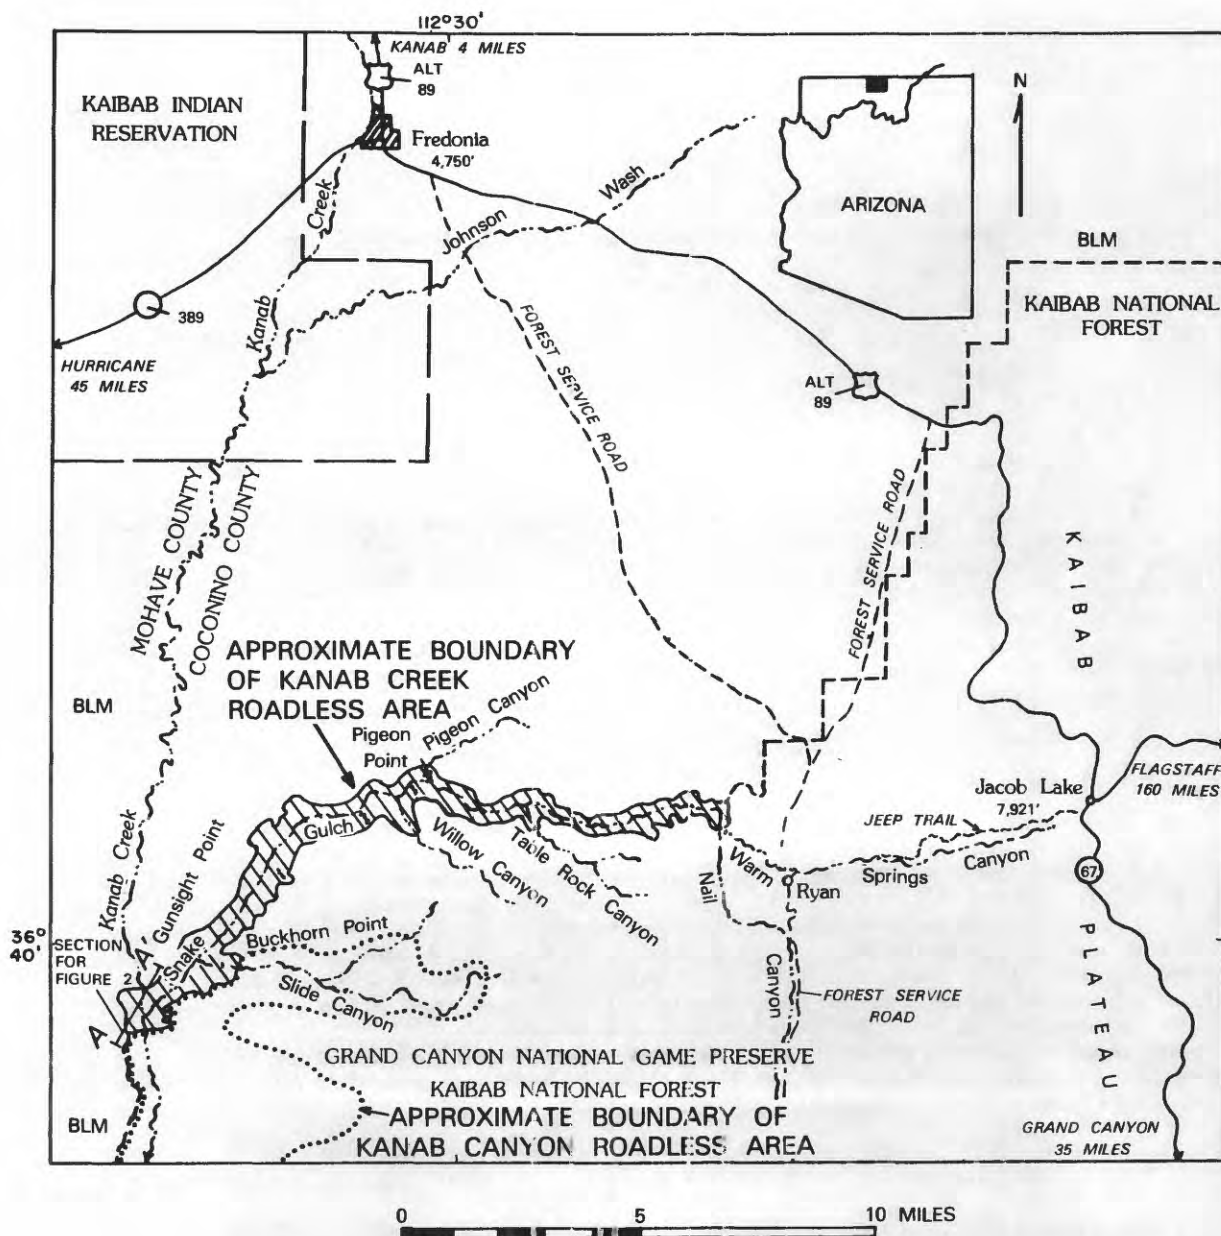 112°30'
KANAB 4 MILES
ALT
89
KAIBAB INDIAN
RESERVATION
N
Fredonia
4,750'
Wash
Creek
Johnson
ARIZONA
BLM
KAIBAB NATIONAL
FOREST
389
Kanab
HURRICANE
45 MILES
FOREST SERVICE ROAD
ALT
89
MOHAVE COUNTY
COCONINO COUNTY
FOREST SERVICE ROAD
KAIBAB
APPROXIMATE BOUNDARY
OF KANAB CREEK
ROADLESS AREA
BLM
Pigeon
Point
Pigeon Canyon
FLAGSTAFF
160 MILES
Jacob Lake
7,921'
JEEP TRAIL
Kanab Creek
Gunsight Point
Gulch
Willow Canyon
Table Rock Canyon
Warm
Springs
Canyon
Nail
Ryan
67
36°
40'
SECTION
FOR
FIGURE 2
A'
Snake
Buckhorn Point
Slide Canyon
Canyon
PLATEAU
A
FOREST SERVICE
ROAD
GRAND CANYON NATIONAL GAME PRESERVE
KAIBAB NATIONAL FOREST
APPROXIMATE BOUNDARY OF
KANAB CANYON ROADLESS AREA
BLM
GRAND CANYON
35 MILES
0 5 10 MILES